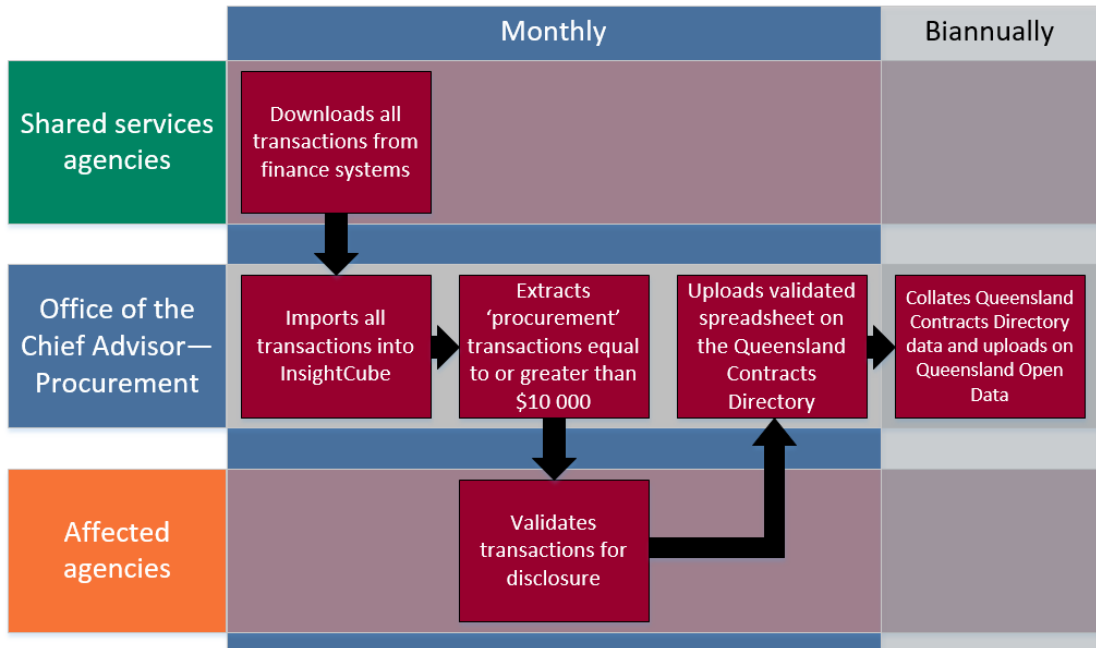 Monthly
Biannually
Shared services
agencies
Downloads all
transactions from
finance systems
Office of the
Chief Advisor—
Procurement
Imports all
transactions into
InsightCube
Extracts
‘procurement’
transactions equal
to or greater than
$10 000
Uploads validated
spreadsheet on
the Queensland
Contracts
Directory
Collates Queensland
Contracts Directory
data and uploads on
Queensland Open
Data
Affected
agencies
Validates
transactions for
disclosure